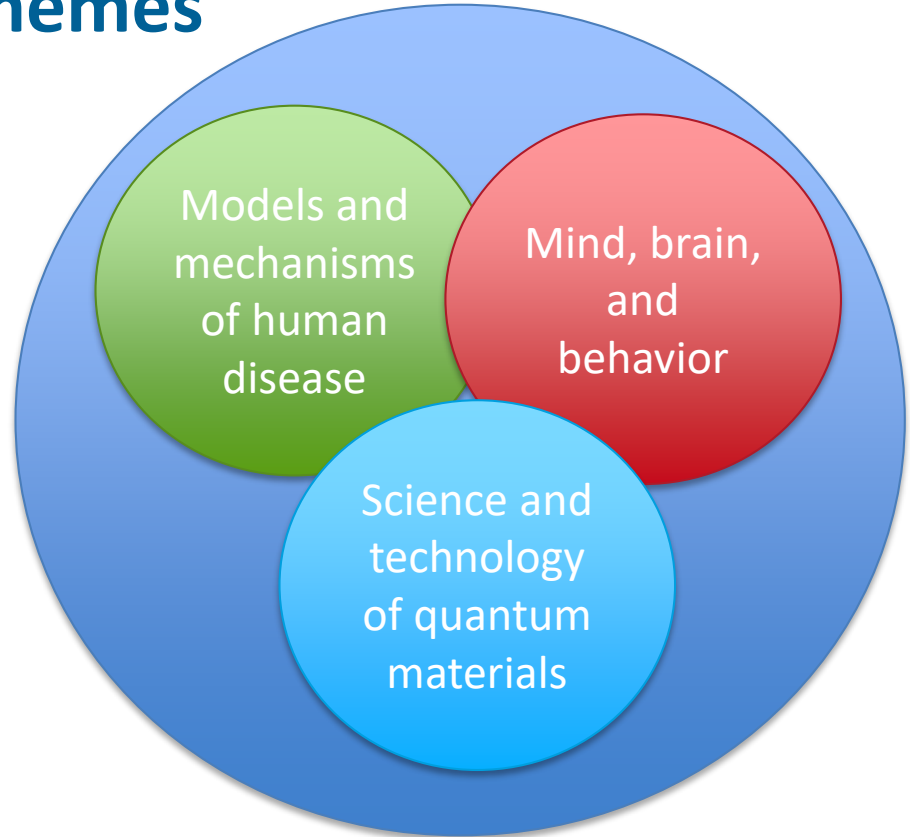 hemes
Models and
mechanisms
of human
disease
Mind, brain,
and
behavior
Science and
technology
of quantum
materials